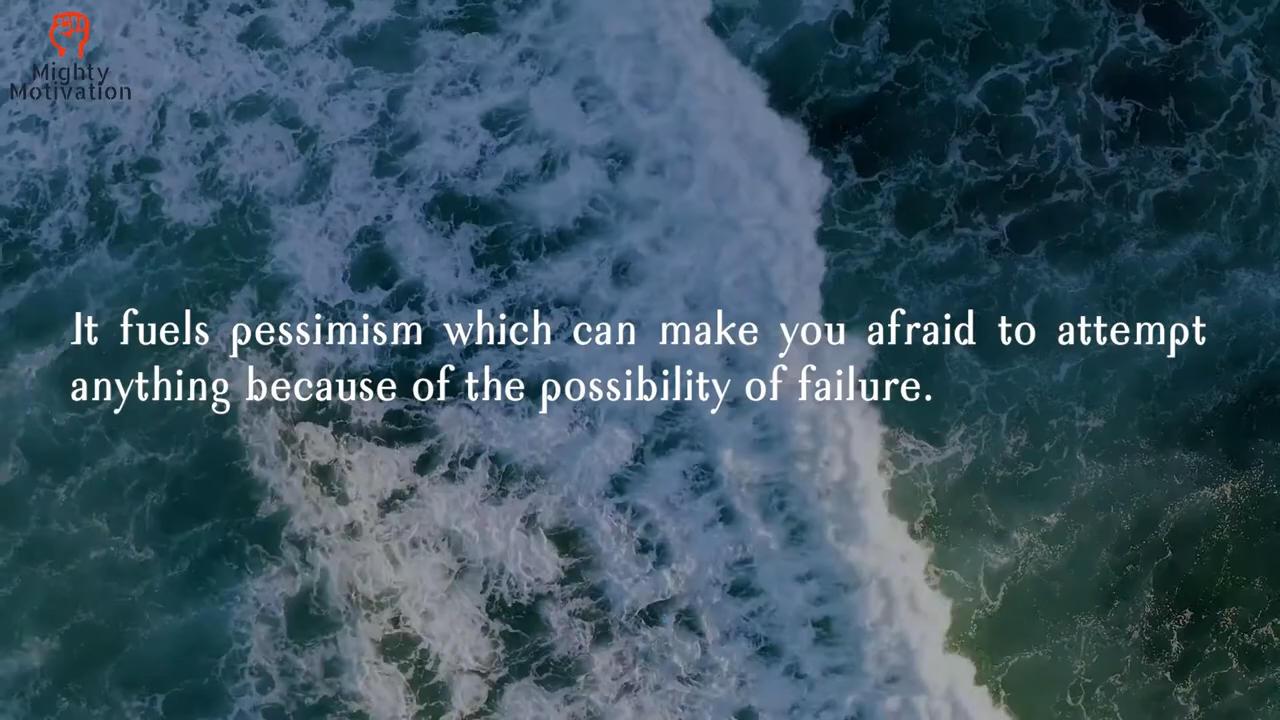 Mighty
Motivation
It fuels pessimism which can make you afraid to attempt
anything because of the possibility of failure.